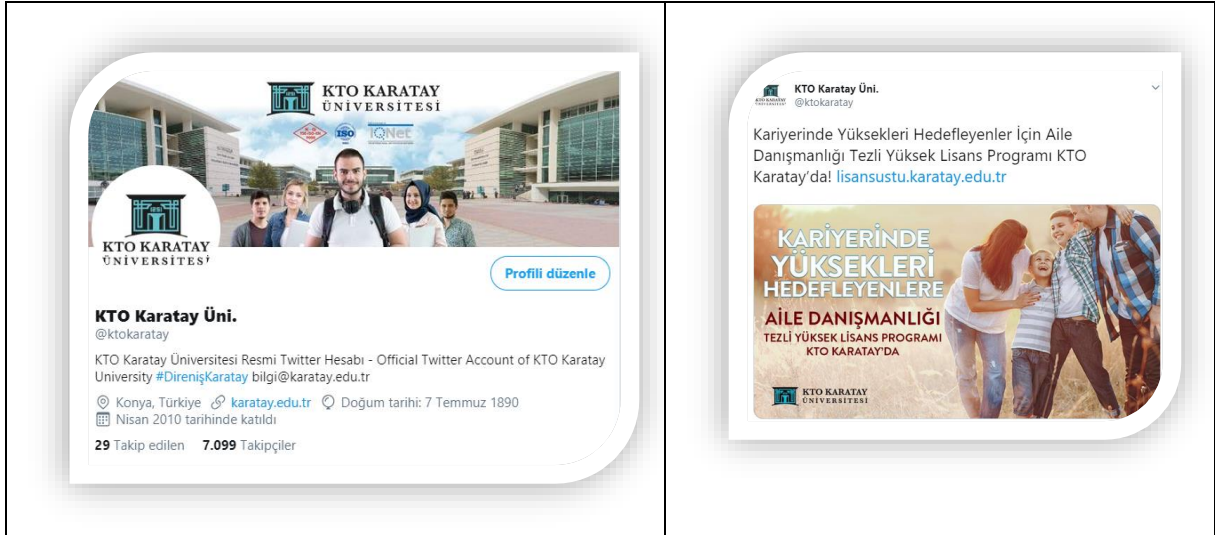 KTO KARATAY
ÜNİVERSİTESİ
ISO
IQNet
KTO KARATAY
ÜNİVERSİTESİ
Profili düzenle
KTO Karatay Üni.
@ktokaratay
KTO Karatay Üniversitesi Resmi Twitter Hesabı - Official Twitter Account of KTO Karatay
University #DirenişKaratay bilgi@karatay.edu.tr
Konya, Türkiye karatay.edu.tr Doğum tarihi: 7 Temmuz 1890
Nisan 2010 tarihinde katıldı
29 Takip edilen 7.099 Takipçiler
KTO KARATAY
KTO Karatay Üni.
@ktokaratay
Kariyerinde Yüksekleri Hedefleyenler İçin Aile
Danışmanlığı Tezli Yüksek Lisans Programı KTO
Karatay'da! lisansustu.karatay.edu.tr
KARİYERİNDE
YÜKSEKLERİ
HEDEFLEYENLERE
AİLE DANIŞMANLIĞI
TEZLİ YÜKSEK LİSANS PROGRAMI
KTO KARATAY'DA
KTO KARATAY
ÜNİVERSİTESİ